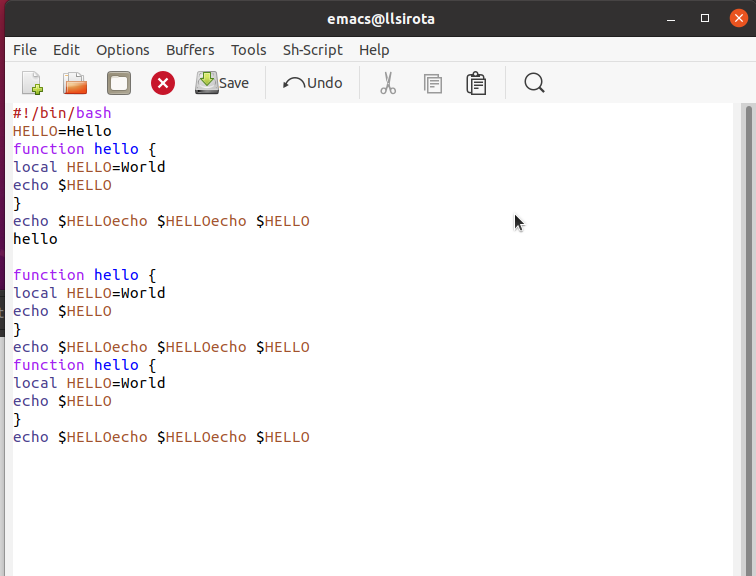 emacs@llsirota
File Edit Options Buffers Tools Sh-Script Help
Save Undo
#!/bin/bash
HELLO=Hello
function hello {
local HELLO=World
echo $HELLO
}
echo $HELLOecho $HELLOecho $HELLO
hello

function hello {
local HELLO=World
echo $HELLO
}
echo $HELLOecho $HELLOecho $HELLO
function hello {
local HELLO=World
echo $HELLO
}
echo $HELLOecho $HELLOecho $HELLO